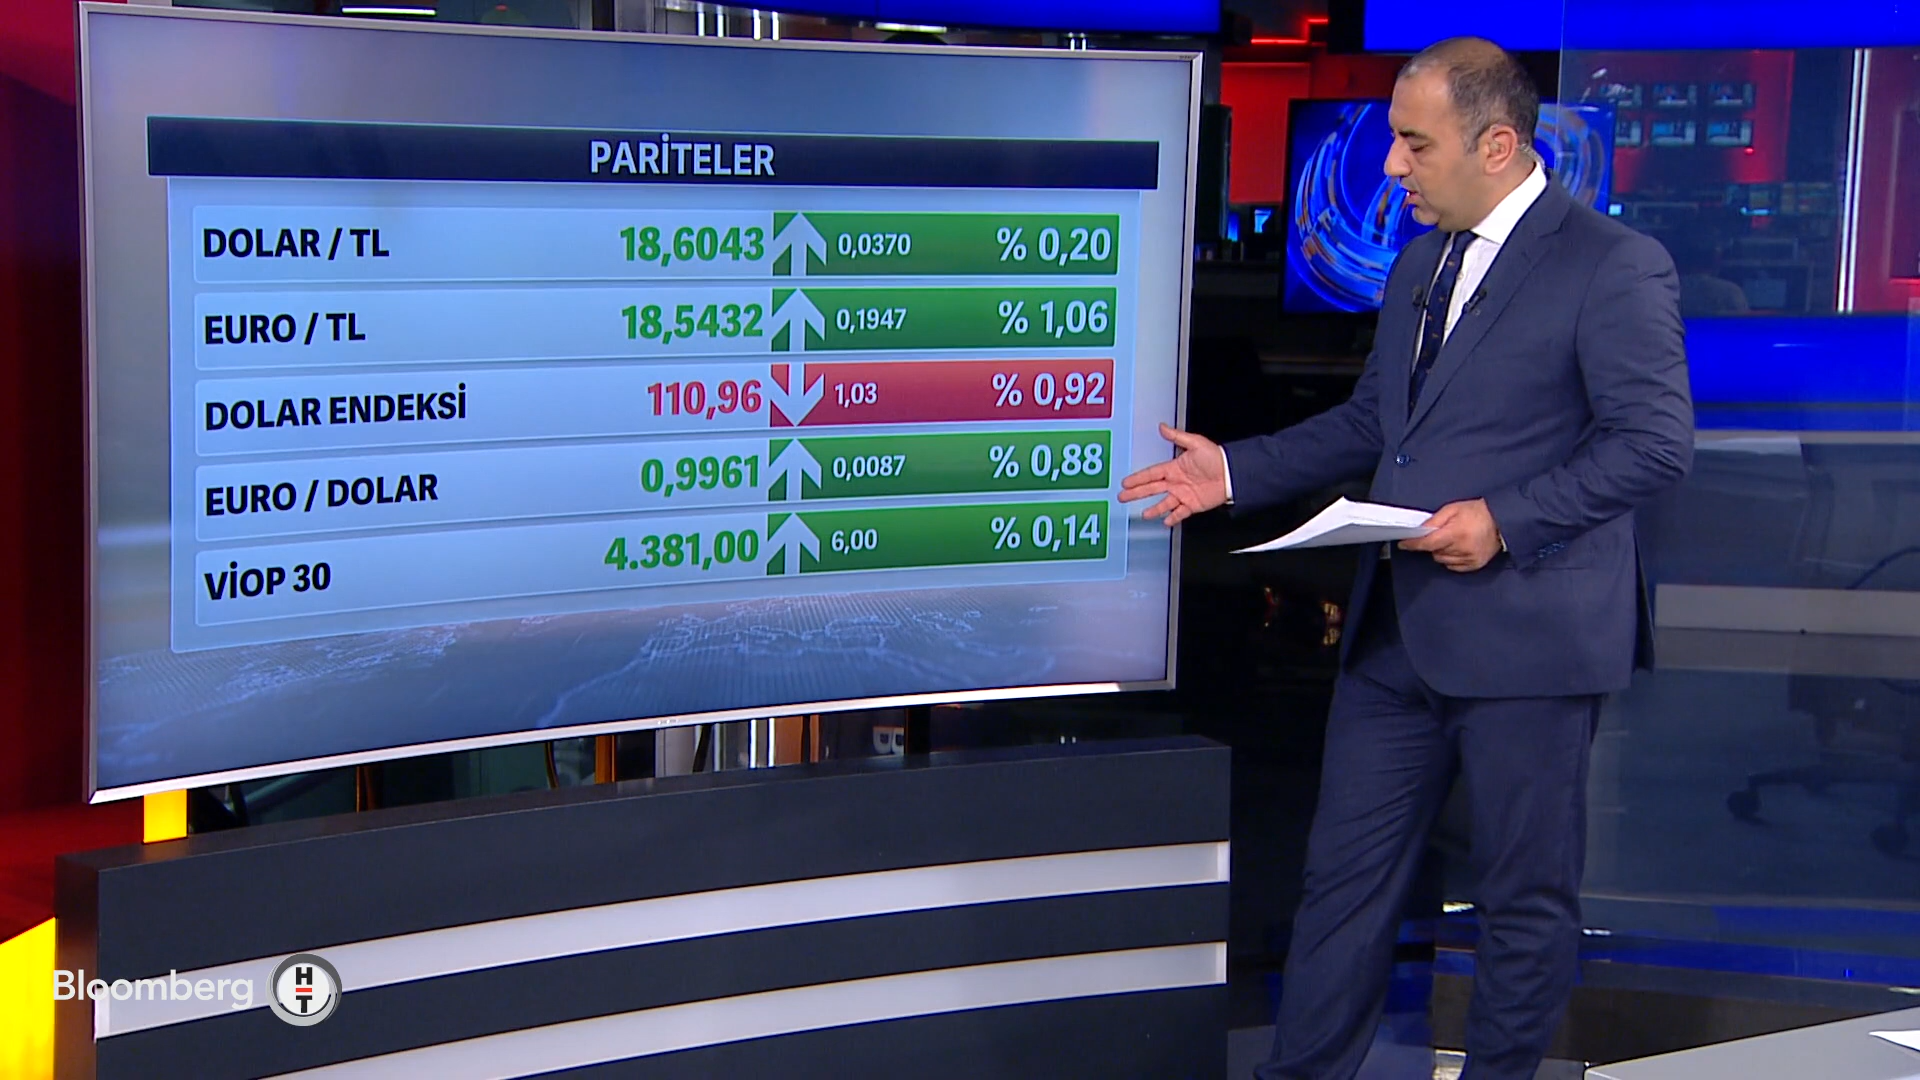 PARİTELER
DOLAR / TL 18,6043 0,0370 % 0,20
EURO / TL 18,5432 0,1947 % 1,06
DOLAR ENDEKSİ 110,96 1,03 % 0,92
EURO / DOLAR 0,9961 0,0087 % 0,88
VİOP 30 4.381,00 6,00 % 0,14
Bloomberg HT